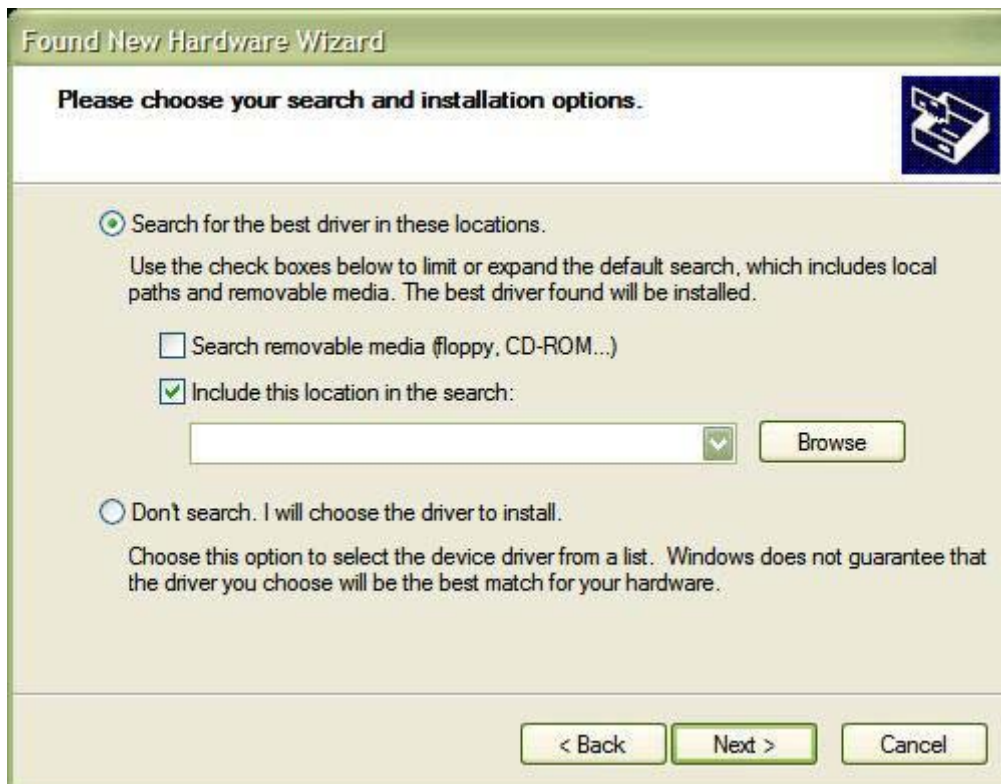 Found New Hardware Wizard
Please choose your search and installation options.
Search for the best driver in these locations.
Use the check boxes below to limit or expand the default search, which includes local
paths and removable media. The best driver found will be installed.
Search removable media (floppy, CD-ROM...)
Include this location in the search:
Browse
Don't search. I will choose the driver to install.
Choose this option to select the device driver from a list. Windows does not guarantee that
the driver you choose will be the best match for your hardware.
< Back Next > Cancel